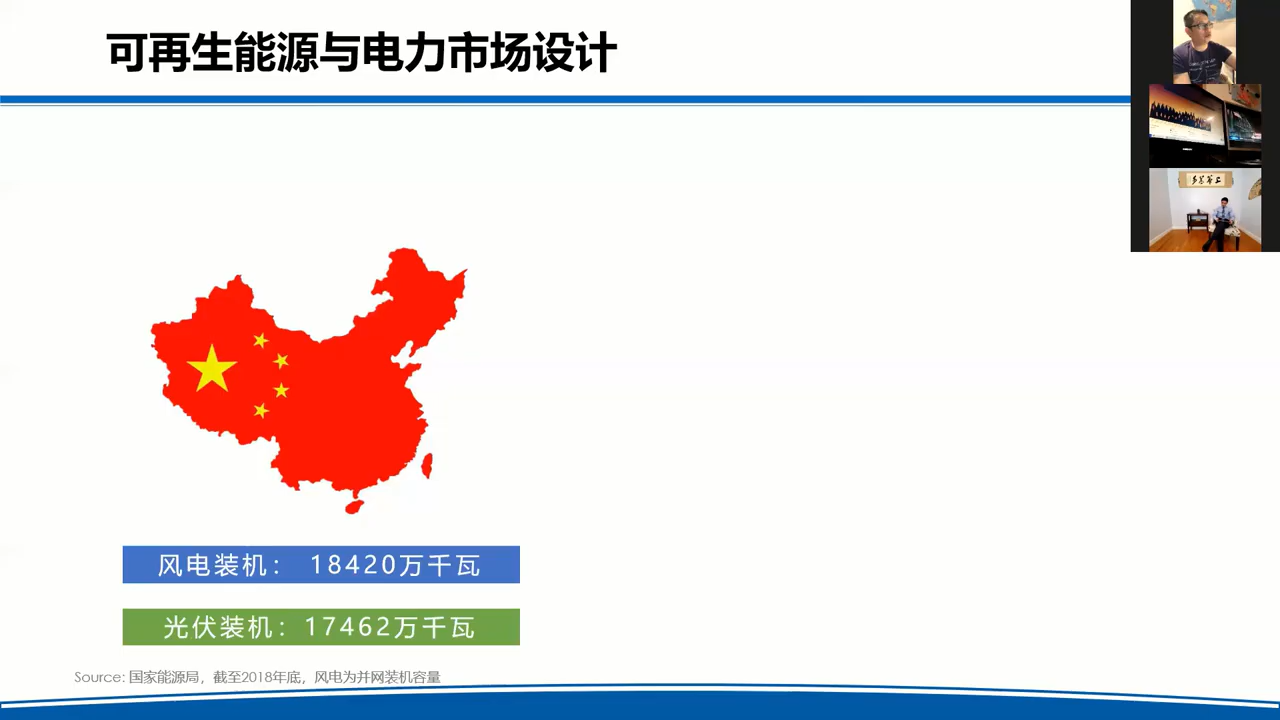 可再生能源与电力市场设计
风电装机： 18420万千瓦
光伏装机：17462万千瓦
Source: 国家能源局，截至2018年底，风电为并网装机容量